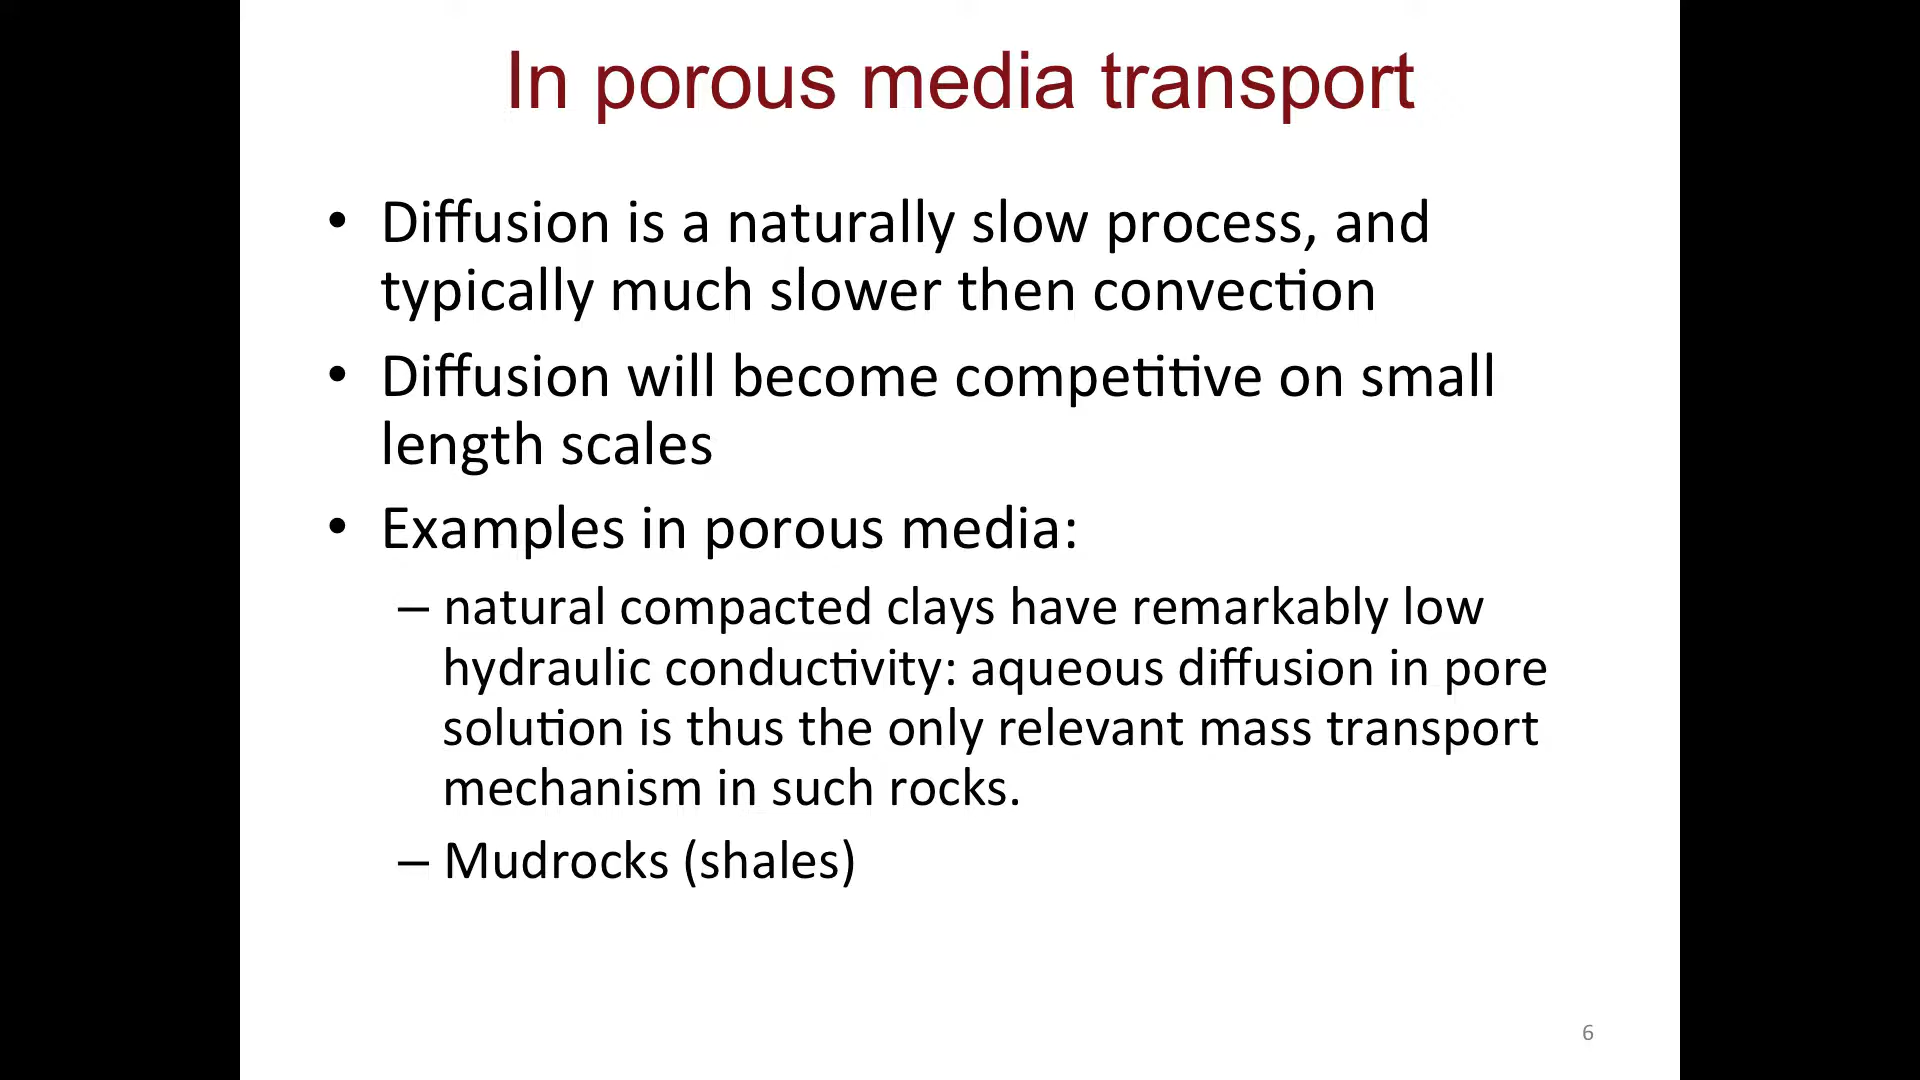 In porous media transport
• Diffusion is a naturally slow process, and
typically much slower then convection
• Diffusion will become competitive on small
length scales
• Examples in porous media:
– natural compacted clays have remarkably low
hydraulic conductivity: aqueous diffusion in pore
solution is thus the only relevant mass transport
mechanism in such rocks.
– Mudrocks (shales)
6